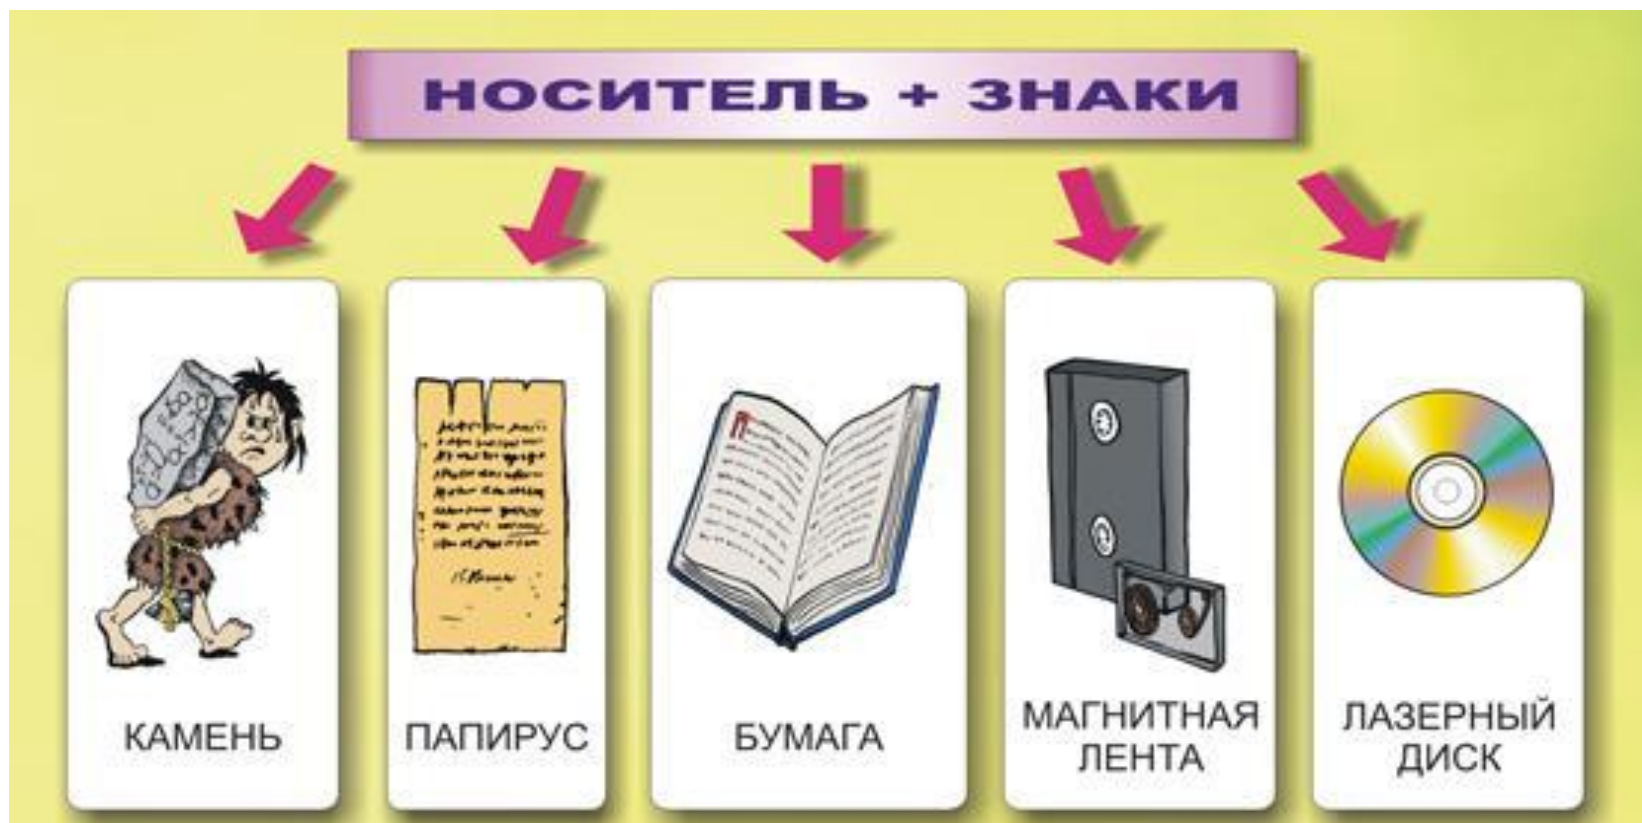 НОСИТЕЛЬ + ЗНАКИ
КАМЕНЬ
ПАПИРУС
БУМАГА
МАГНИТНАЯ
ЛЕНТА
ЛАЗЕРНЫЙ
ДИСК